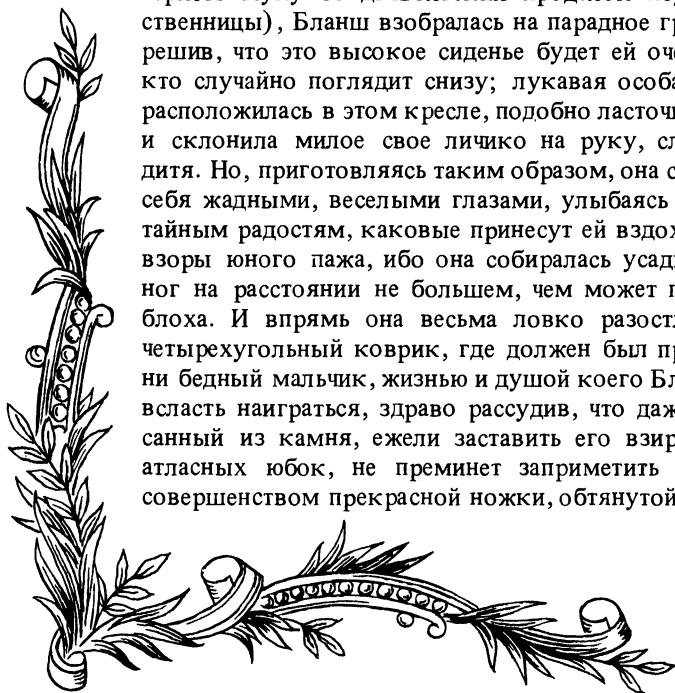 ственницы), Бланш взобралась на парадное г
решив, что это высокое сиденье будет ей оч
кто случайно поглядит снизу; лукавая особ
расположилась в этом кресле, подобно ласточ
и склонила милое свое личико на руку, сл
дитя. Но, приготовляясь таким образом, она с
себя жадными, веселыми глазами, улыбаясь
тайным радостям, каковые принесут ей вздо
взоры юного пажа, ибо она собиралась усад
ног на расстоянии не большем, чем может п
блоха. И впрямь она весьма ловко разост
четырехугольный коврик, где должен был пр
ни бедный мальчик, жизнью и душой коего Бл
всласть наиграться, здраво рассудив, что даж
санный из камня, ежели заставить его взир
атласных юбок, не преминет заприметить
совершенством прекрасной ножки, обтянутой